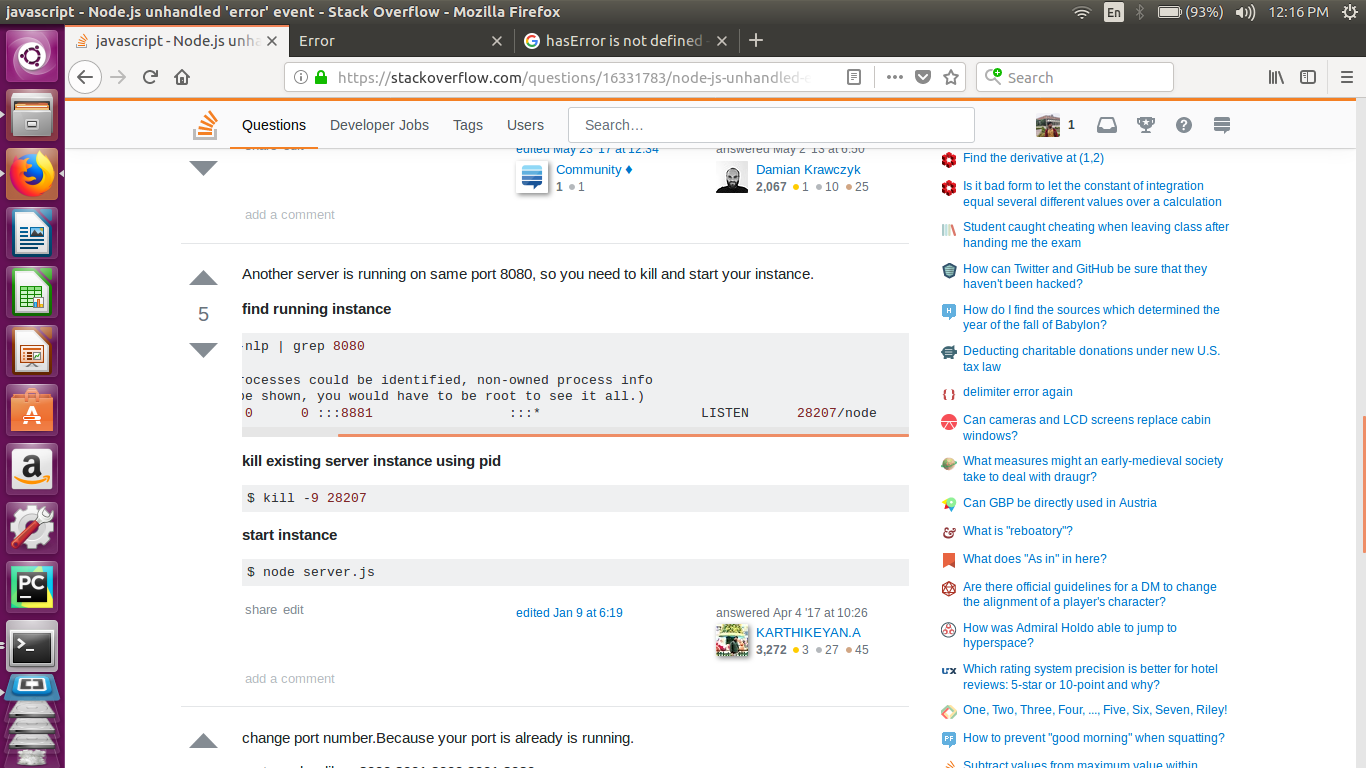 javascript - Node.js unhandled 'error' event - Stack Overflow - Mozilla Firefox
En
(93%)
12:16 PM
javascript - Node.js unha
Error
hasError is not defined -
https://stackoverflow.com/questions/16331783/node-js-unhandled-e
Search
Questions
Developer Jobs
Tags
Users
Search…
1
share edit
edited May 23 '17 at 12:34
answered May 2 '13 at 6:50
Community ♦
1 1
Damian Krawczyk
2,067 1 10 25
add a comment
Another server is running on same port 8080, so you need to kill and start your instance.
5
find running instance
-nlp | grep 8080
rocesses could be identified, non-owned process info
be shown, you would have to be root to see it all.)
0 0 :::8881 :::* LISTEN 28207/node
kill existing server instance using pid
$ kill -9 28207
start instance
$ node server.js
share edit
edited Jan 9 at 6:19
answered Apr 4 '17 at 10:26
KARTHIKEYAN.A
3,272 3 27 45
add a comment
change port number.Because your port is already is running.
Find the derivative at (1,2)
Is it bad form to let the constant of integration
equal several different values over a calculation
Student caught cheating when leaving class after
handing me the exam
How can Twitter and GitHub be sure that they
haven't been hacked?
How do I find the sources which determined the
year of the fall of Babylon?
Deducting charitable donations under new U.S.
tax law
delimiter error again
Can cameras and LCD screens replace cabin
windows?
What measures might an early-medieval society
take to deal with draugr?
Can GBP be directly used in Austria
What is "reboatory"?
What does "As in" in here?
Are there official guidelines for a DM to change
the alignment of a player's character?
How was Admiral Holdo able to jump to
hyperspace?
Which rating system precision is better for hotel
reviews: 5-star or 10-point and why?
One, Two, Three, Four, ..., Five, Six, Seven, Riley!
How to prevent "good morning" when squatting?
Subtract values from maximum value within